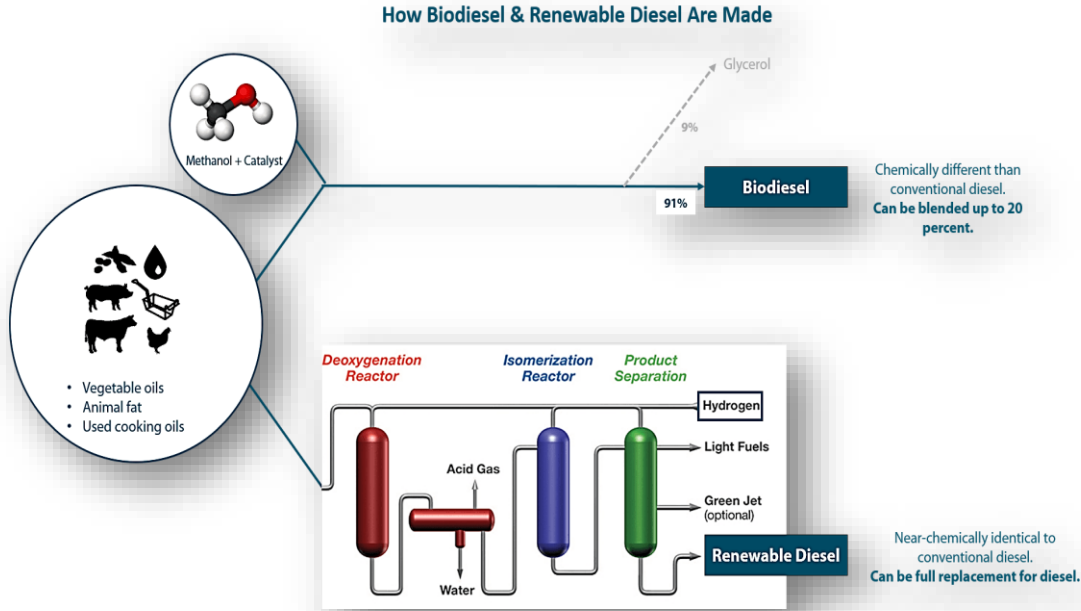 How Biodiesel & Renewable Diesel Are Made
Glycerol
9%
Methanol + Catalyst
91%
Biodiesel
Chemically different than
conventional diesel.
Can be blended up to 20
percent.
• Vegetable oils
• Animal fat
• Used cooking oils
Deoxygenation
Reactor
Isomerization
Reactor
Product
Separation
Hydrogen
Light Fuels
Acid Gas
Green Jet
(optional)
Water
Renewable Diesel
Near-chemically identical to
conventional diesel.
Can be full replacement for diesel.